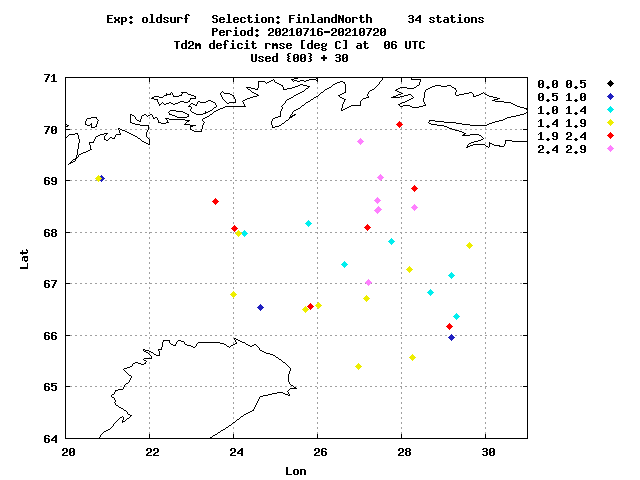 Exp: oldsurf Selection: FinlandNorth 34 stations
Period: 20210716-20210720
Td2m deficit rmse [deg C] at 06 UTC
Used {00} + 30
71
70
69
68
67
66
65
64
Lat
20 22 24 26 28 30
Lon
0.0 0.5
0.5 1.0
1.0 1.4
1.4 1.9
1.9 2.4
2.4 2.9